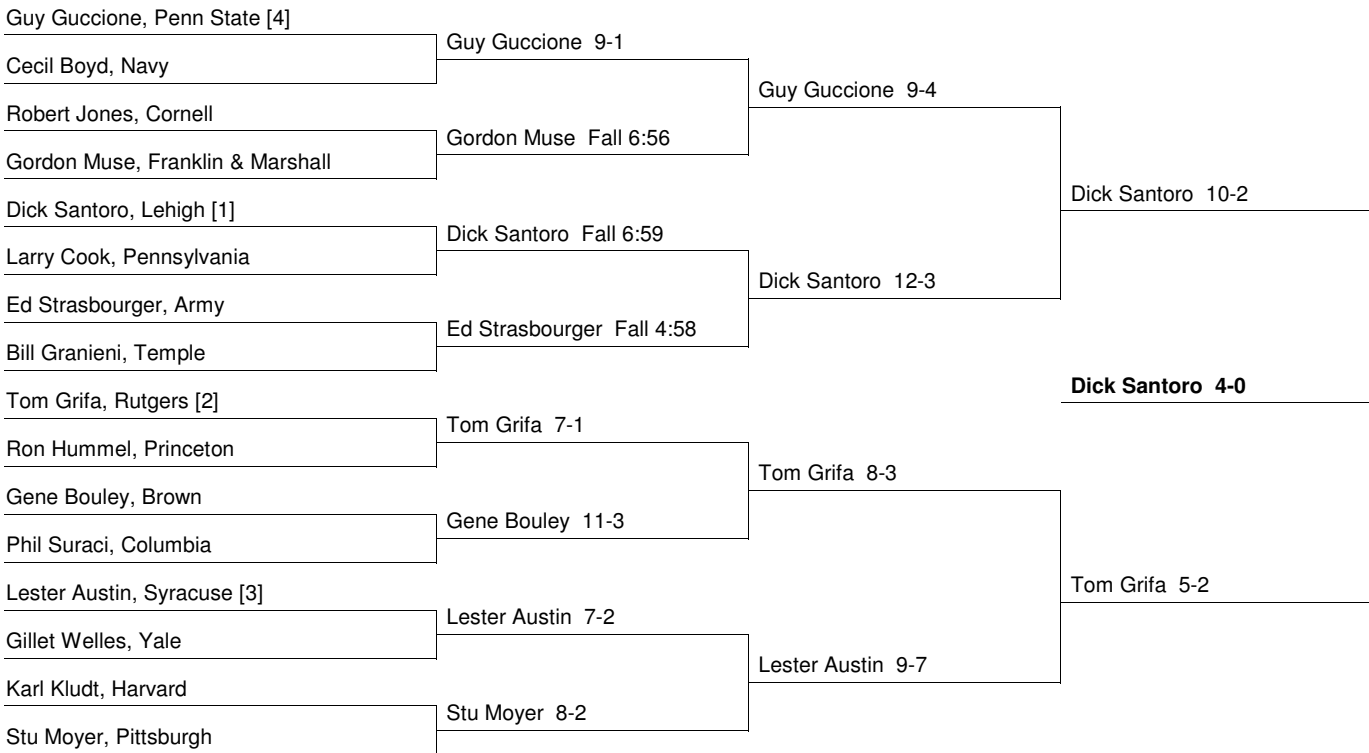 Guy Guccione, Penn State [4]
Cecil Boyd, Navy
Robert Jones, Cornell
Gordon Muse, Franklin & Marshall
Dick Santoro, Lehigh [1]
Larry Cook, Pennsylvania
Ed Strasbourger, Army
Bill Granieni, Temple
Tom Grifa, Rutgers [2]
Ron Hummel, Princeton
Gene Bouley, Brown
Phil Suraci, Columbia
Lester Austin, Syracuse [3]
Gillet Welles, Yale
Karl Kludt, Harvard
Stu Moyer, Pittsburgh
Guy Guccione 9-1
Gordon Muse Fall 6:56
Dick Santoro Fall 6:59
Ed Strasbourger Fall 4:58
Tom Grifa 7-1
Gene Bouley 11-3
Lester Austin 7-2
Stu Moyer 8-2
Guy Guccione 9-4
Dick Santoro 12-3
Tom Grifa 8-3
Lester Austin 9-7
Dick Santoro 10-2
Dick Santoro 4-0
Tom Grifa 5-2